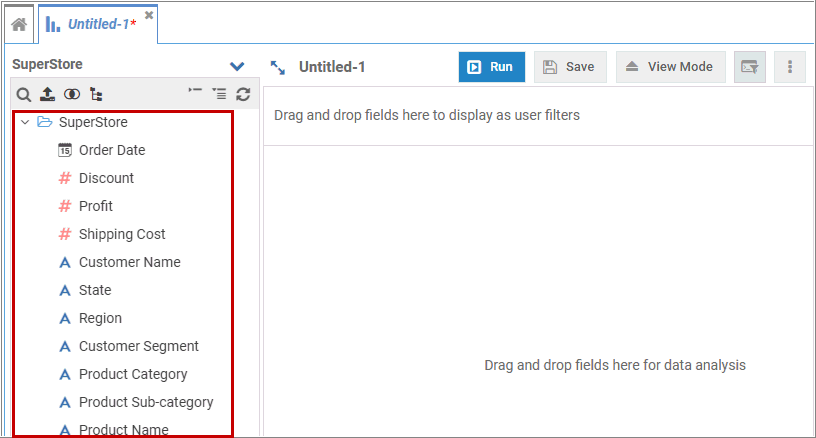 Untitled-1*
SuperStore
Untitled-1
Run
Save
View Mode
SuperStore
15
Order Date
# Discount
# Profit
# Shipping Cost
A Customer Name
A State
A Region
A Customer Segment
A Product Category
A Product Sub-category
A Product Name
Drag and drop fields here to display as user filters
Drag and drop fields here for data analysis